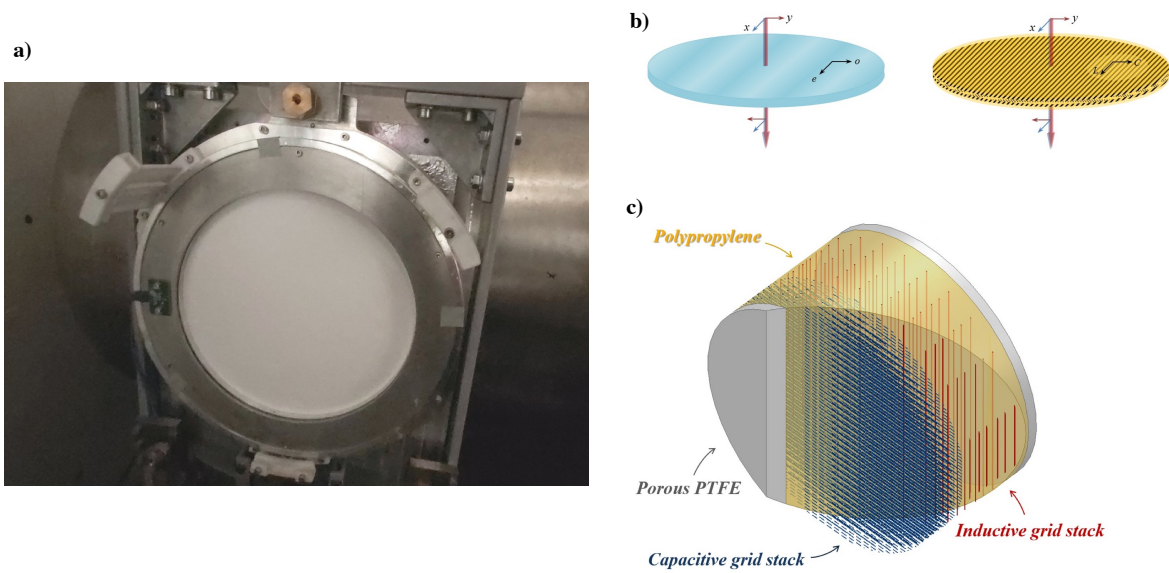 a)
b)
x
y
e
o
x
y
L
C
c)
Polypropylene
Porous PTFE
Capacitive grid stack
Inductive grid stack